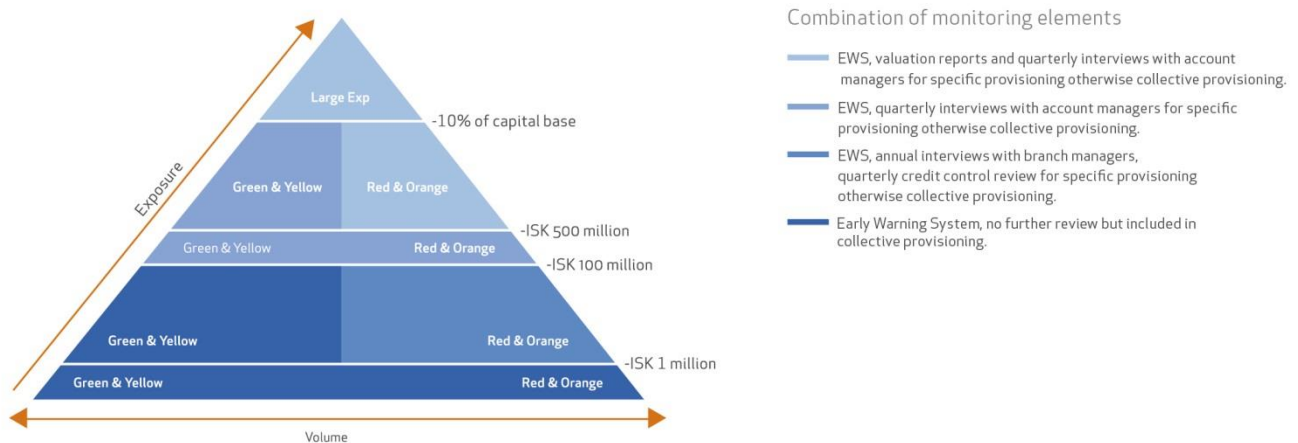 Combination of monitoring elements
EWS, valuation reports and quarterly interviews with account
managers for specific provisioning otherwise collective provisioning.
EWS, quarterly interviews with account managers for specific
provisioning otherwise collective provisioning.
EWS, annual interviews with branch managers,
quarterly credit control review for specific provisioning
otherwise collective provisioning.
Early Warning System, no further review but included in
collective provisioning.
Exposure
Large Exp
-10% of capital base
Green & Yellow Red & Orange
-ISK 500 million
Green & Yellow Red & Orange
-ISK 100 million
Green & Yellow Red & Orange
-ISK 1 million
Green & Yellow Red & Orange
Volume